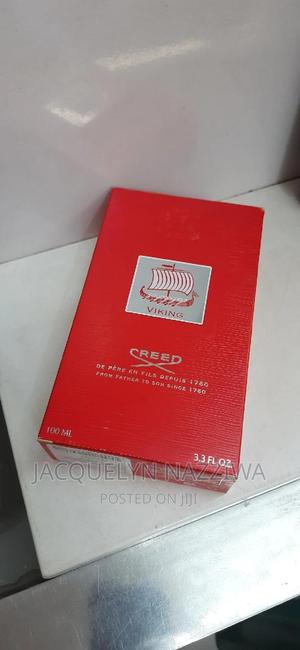 VIKING
CREED
DE PÈRE EN FILS DEPUIS 1760
FROM FATHER TO SON SINCE 1760
100 ML
3.3 FL OZ
JACQUELYN NAZZIWA
POSTED ON JIJI